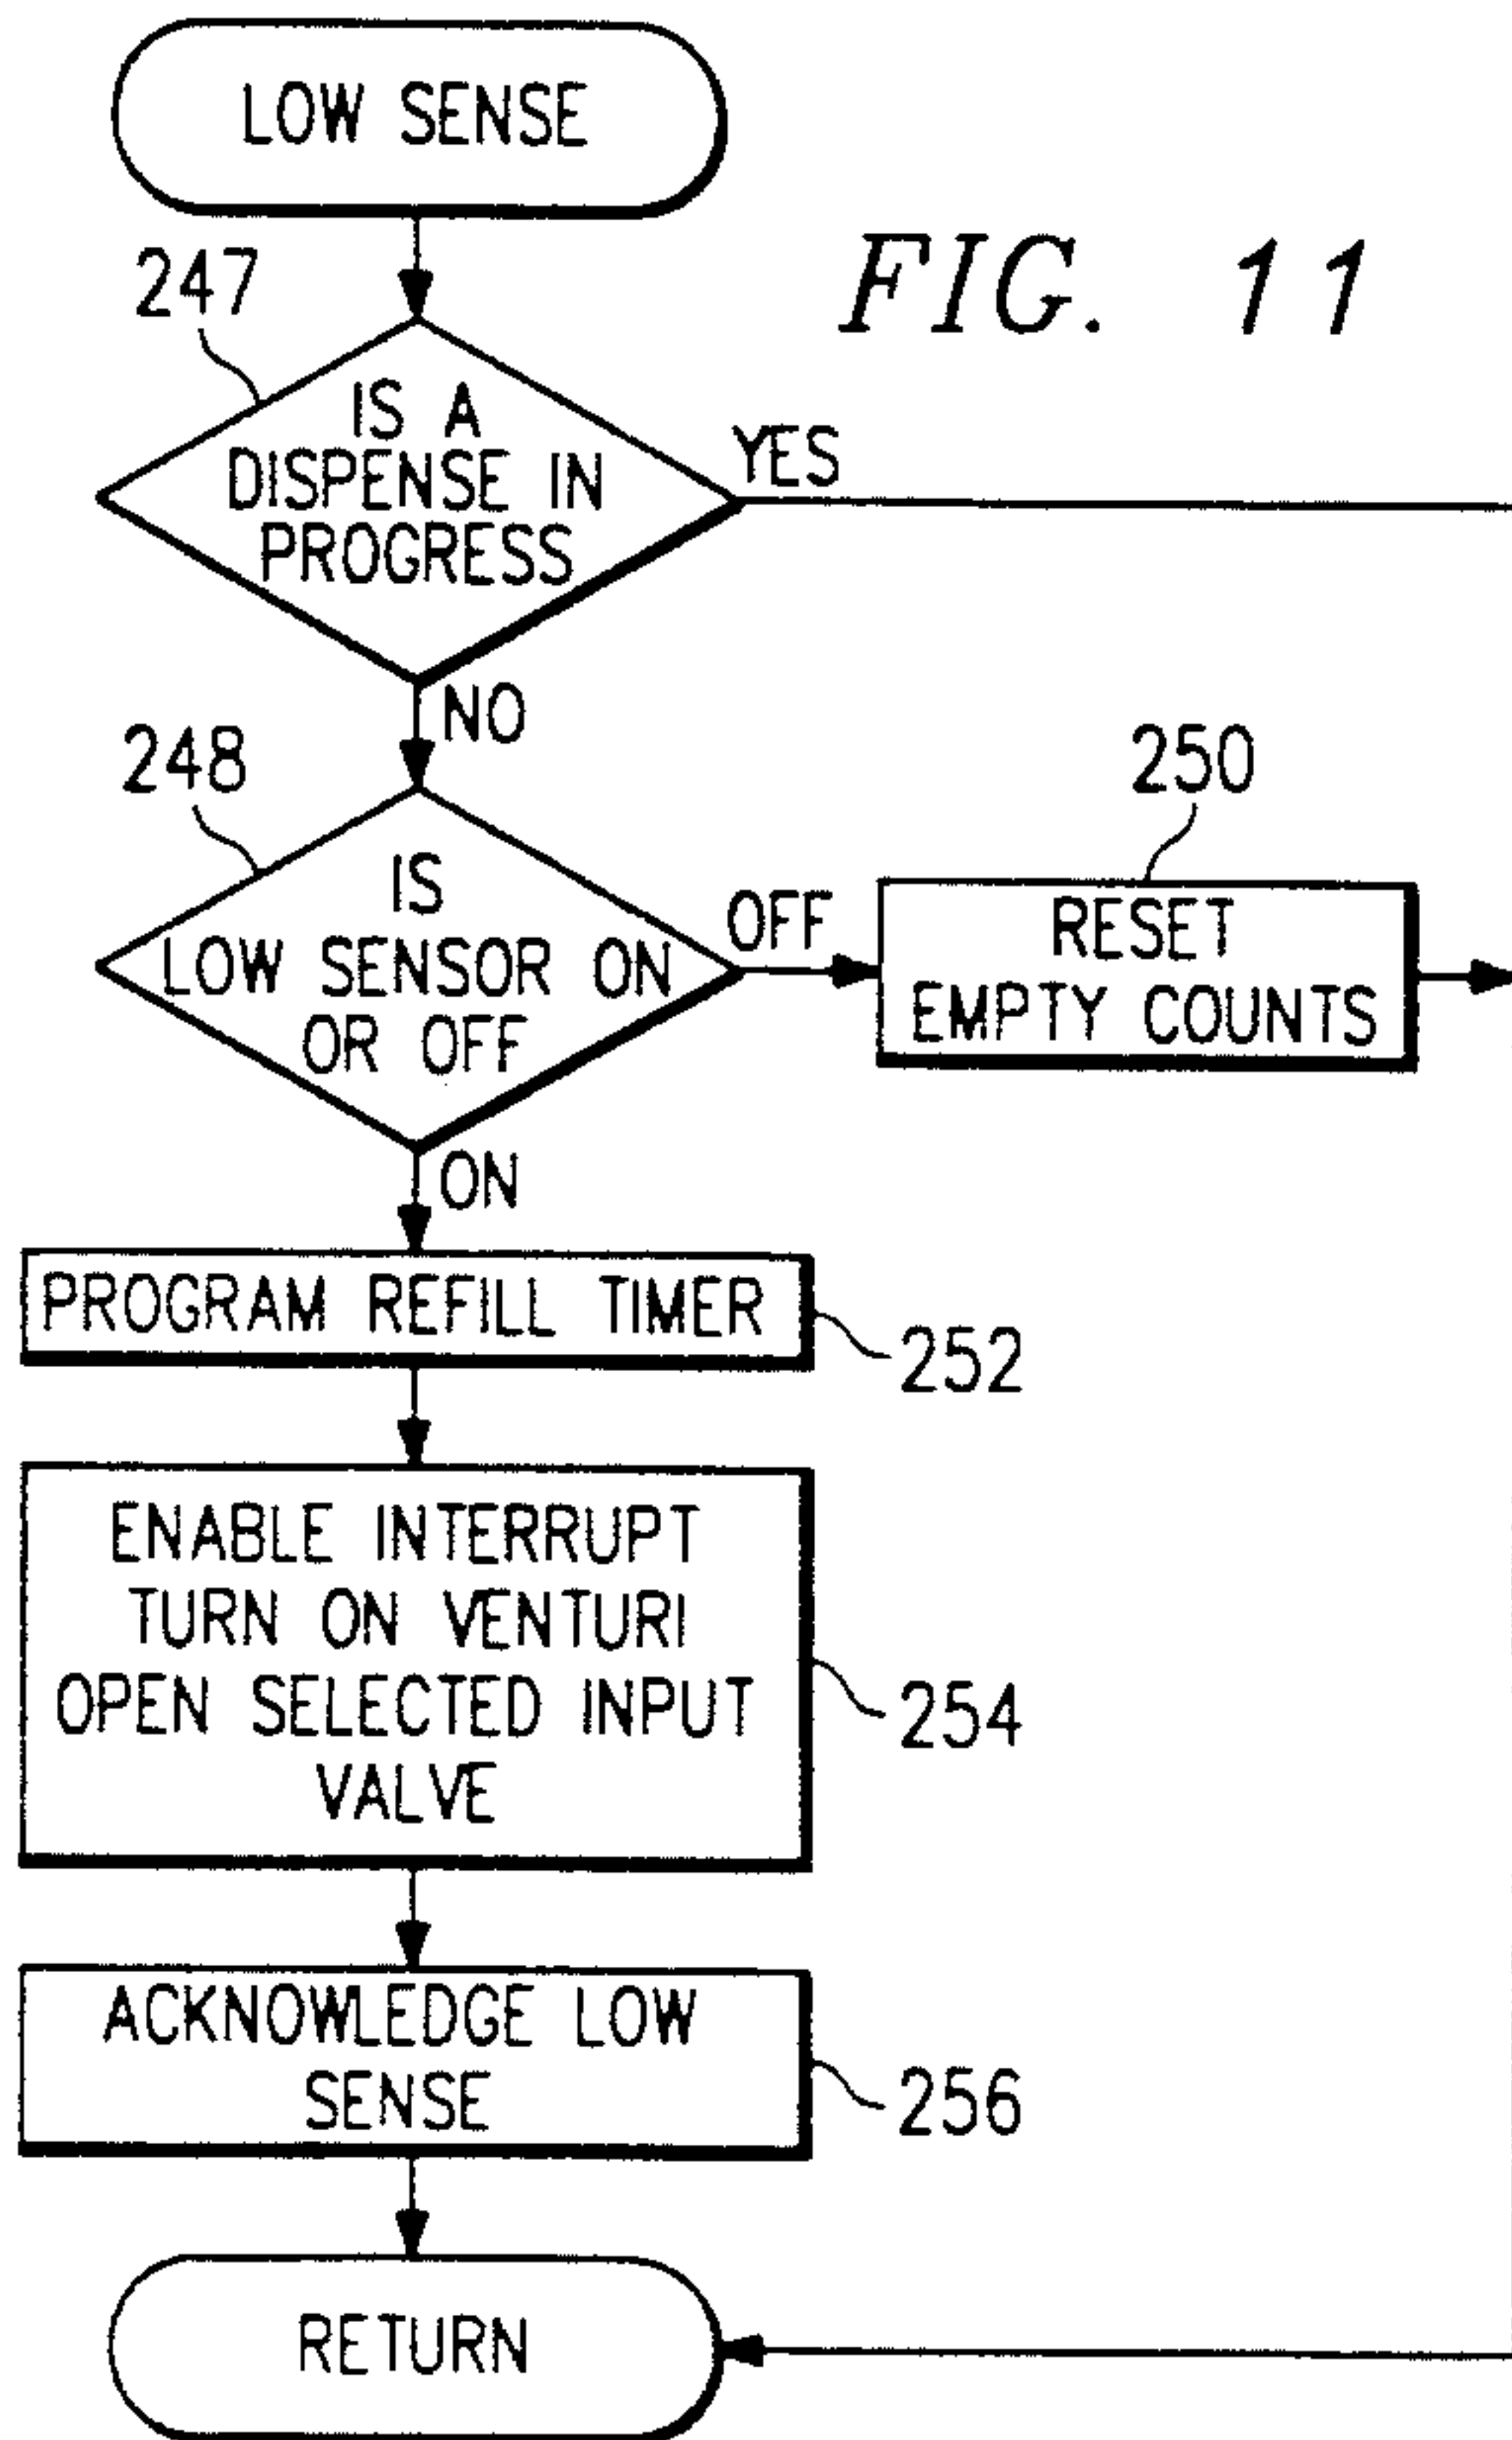 LOW SENSE
FIG. 11
247
IS A
DISPENSE IN
PROGRESS
YES
NO
248
IS
LOW SENSOR ON
OR OFF
OFF
250
RESET
EMPTY COUNTS
ON
PROGRAM REFILL TIMER
252
ENABLE INTERRUPT
TURN ON VENTURI
OPEN SELECTED INPUT
VALVE
254
ACKNOWLEDGE LOW
SENSE
256
RETURN